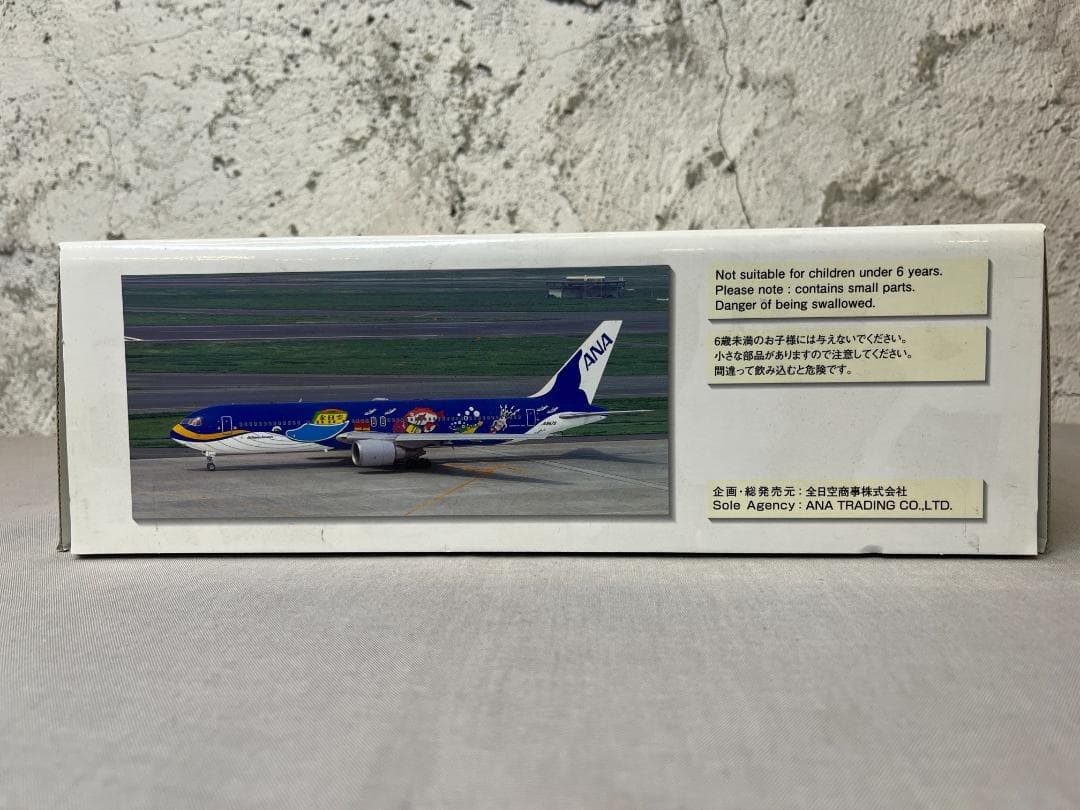 Not suitable for children under 6 years.
Please note : contains small parts.
Danger of being swallowed.
6歳未満のお子様には与えないでください。
小さな部品がありますので注意してください。
間違って飲み込むと危険です。
企画・総発売元：全日空商事株式会社
Sole Agency : ANA TRADING CO.,LTD.
ANA
全日空